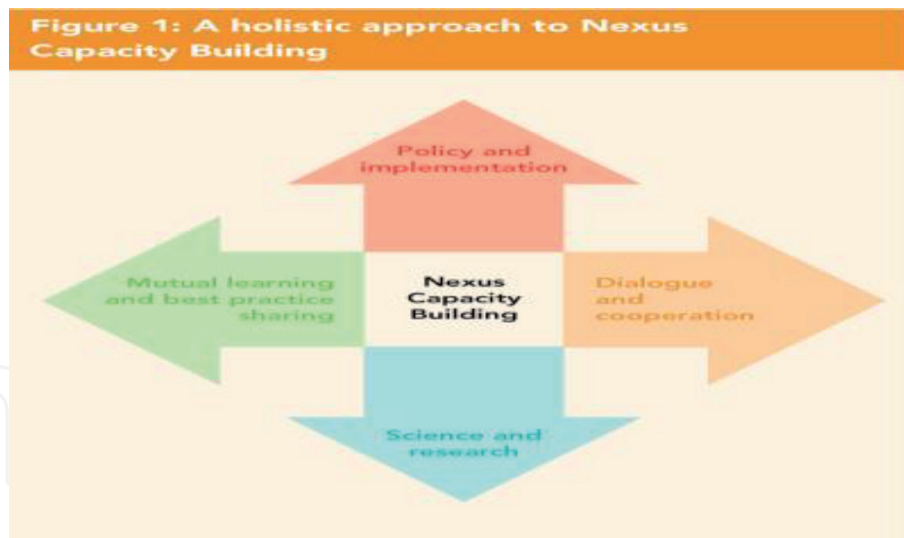 Figure 1: A holistic approach to Nexus
Capacity Building
Policy and
implementation
Mutual learning
and best practice
sharing
Nexus
Capacity
Building
Dialogue
and
cooperation
Science and
research